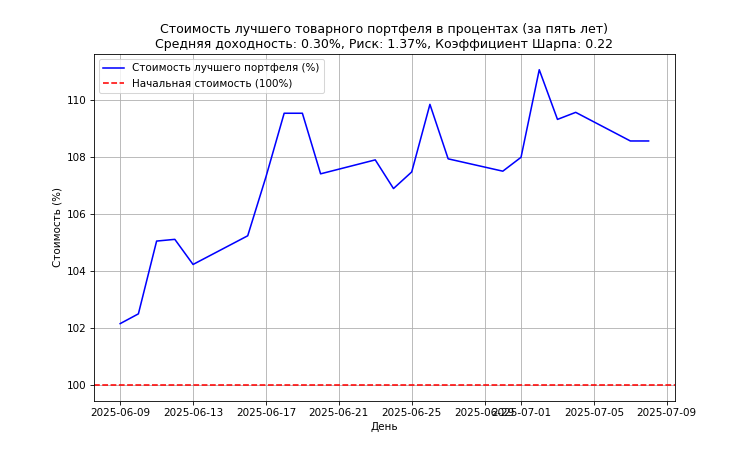 Стоимость лучшего товарного портфеля в процентах (за пять лет)
Средняя доходность: 0.30%, Риск: 1.37%, Коэффициент Шарпа: 0.22
Стоимость лучшего портфеля (%)
Начальная стоимость (100%)
Стоимость (%)
110
108
106
104
102
100
2025-06-09 2025-06-13 2025-06-17 2025-06-21 2025-06-25 2025-06-29 2025-07-01 2025-07-05 2025-07-09
День